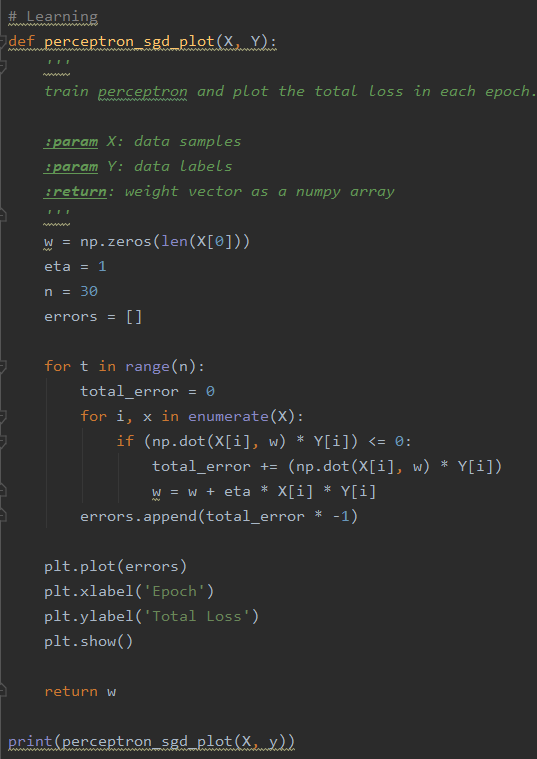 # Learning
def perceptron_sgd_plot(X, Y):
    '''
    train perceptron and plot the total loss in each epoch.

    :param X: data samples
    :param Y: data labels
    :return: weight vector as a numpy array
    '''
    w = np.zeros(len(X[0]))
    eta = 1
    n = 30
    errors = []

    for t in range(n):
        total_error = 0
        for i, x in enumerate(X):
            if (np.dot(X[i], w) * Y[i]) <= 0:
                total_error += (np.dot(X[i], w) * Y[i])
                w = w + eta * X[i] * Y[i]
        errors.append(total_error * -1)

    plt.plot(errors)
    plt.xlabel('Epoch')
    plt.ylabel('Total Loss')
    plt.show()

    return w

print(perceptron_sgd_plot(X, y))